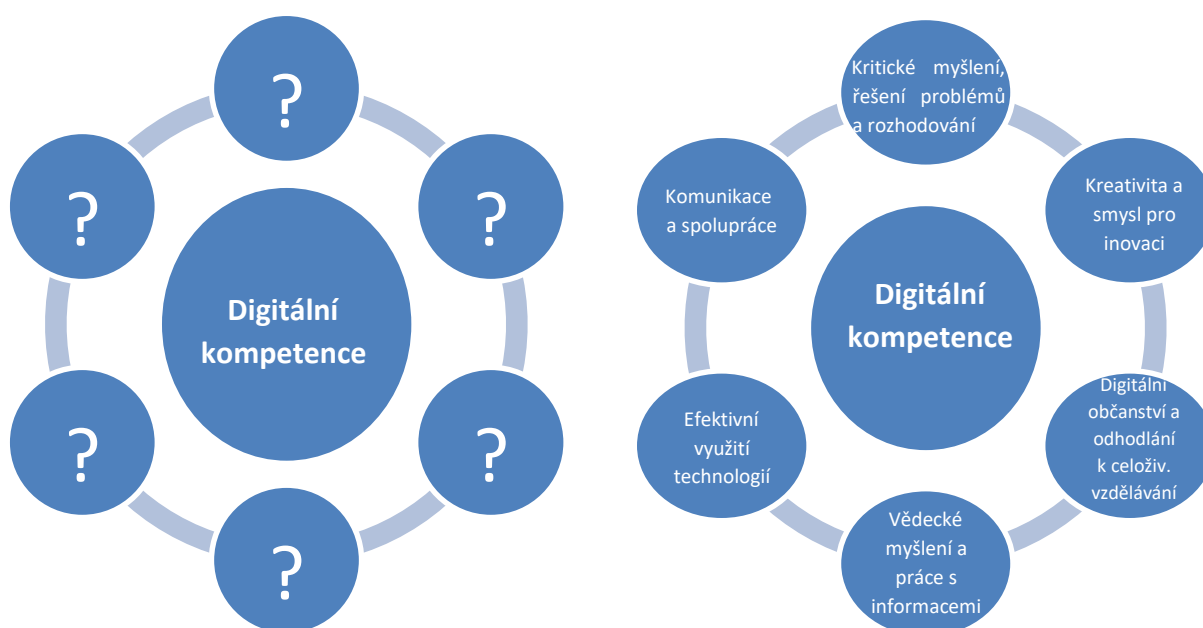 ?
?
?
Digitální
kompetence
?
?
?
Kritické myšlení,
řešení problémů
a rozhodování
Komunikace
a spolupráce
Kreativita a
smysl pro
inovaci
Digitální
kompetence
Efektivní
využití
technologií
Digitální
občanství a
odhodlání
k celoživ.
vzdělávání
Vědecké
myšlení a
práce s
informacemi